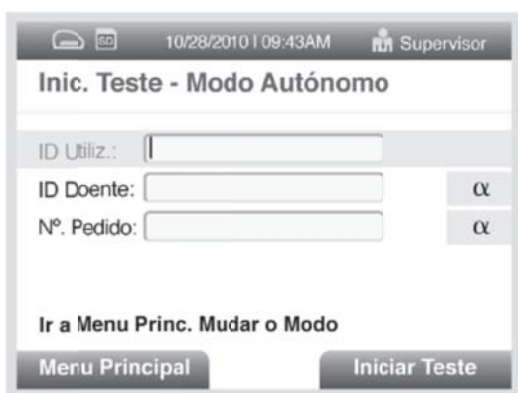 SD 10/28/2010 | 09:43AM Supervisor
Inic. Teste - Modo Autónomo
ID Utiliz.:
ID Doente: α
Nº. Pedido: α
Ir a Menu Princ. Mudar o Modo
Menu Principal Iniciar Teste